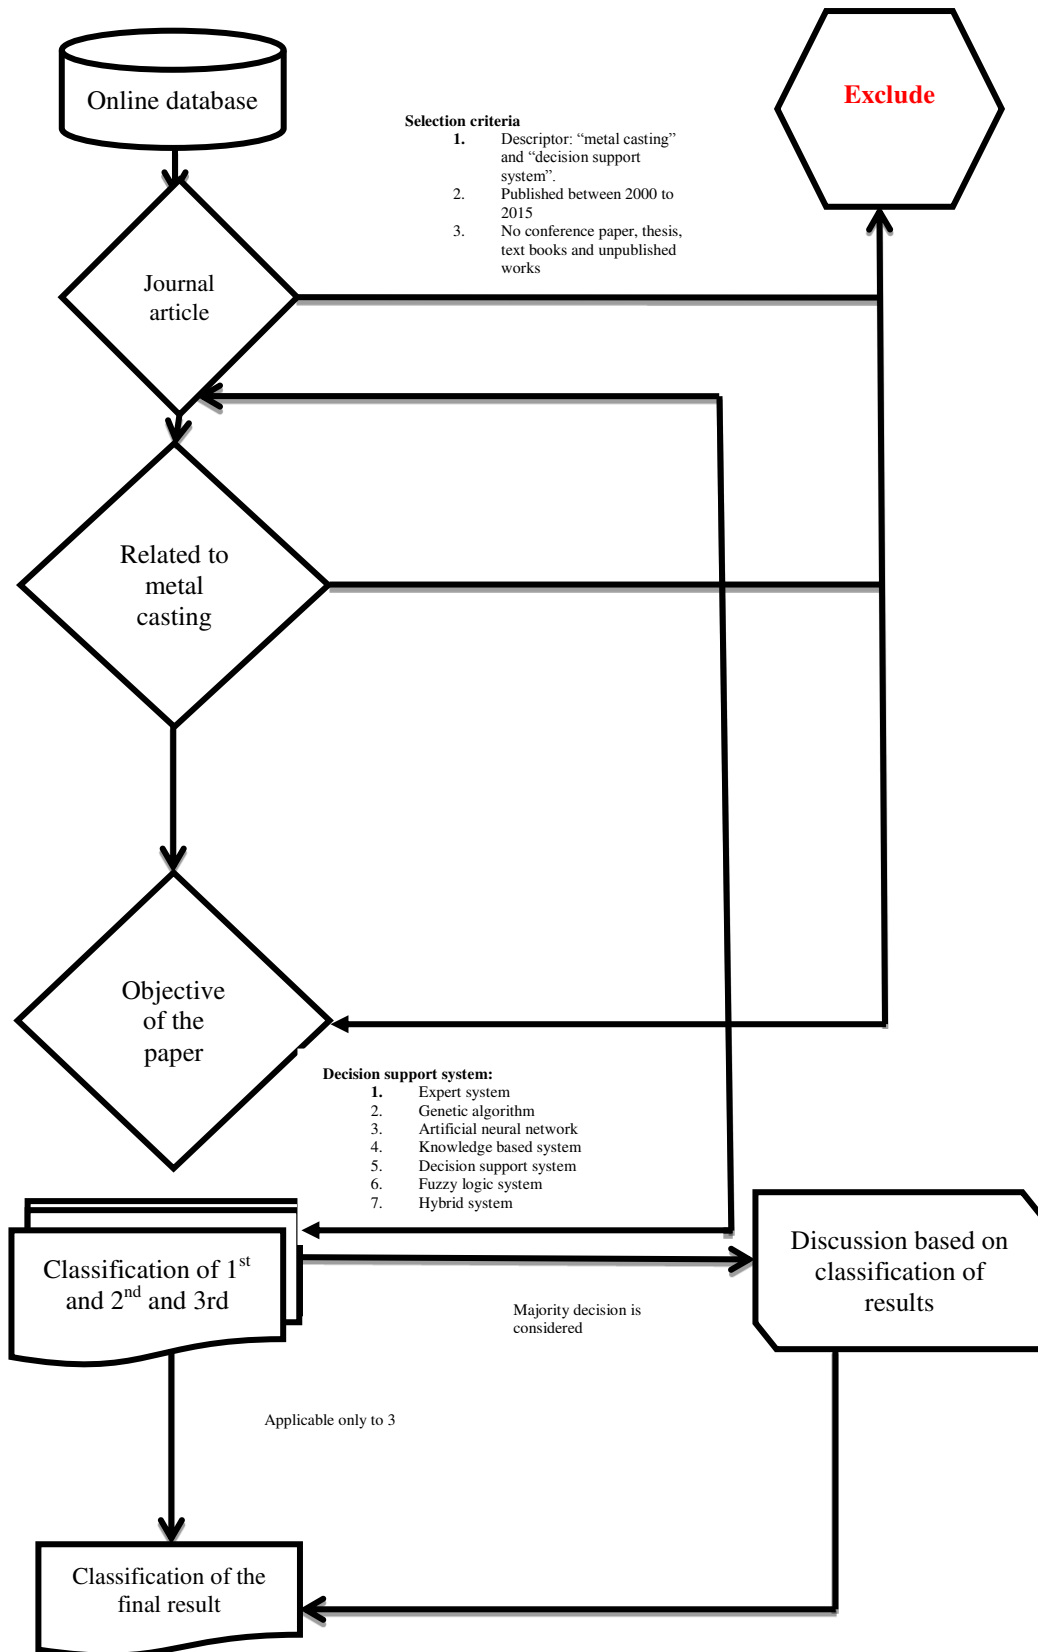 Online database
Exclude
Selection criteria
1. Descriptor: “metal casting”
and “decision support
system”.
2. Published between 2000 to
2015
3. No conference paper, thesis,
text books and unpublished
works
Journal
article
Related to
metal
casting
Objective
of the
paper
Decision support system:
1. Expert system
2. Genetic algorithm
3. Artificial neural network
4. Knowledge based system
5. Decision support system
6. Fuzzy logic system
7. Hybrid system
Classification of 1st
and 2nd and 3rd
Discussion based on
classification of
results
Majority decision is
considered
Applicable only to 3
Classification of the
final result